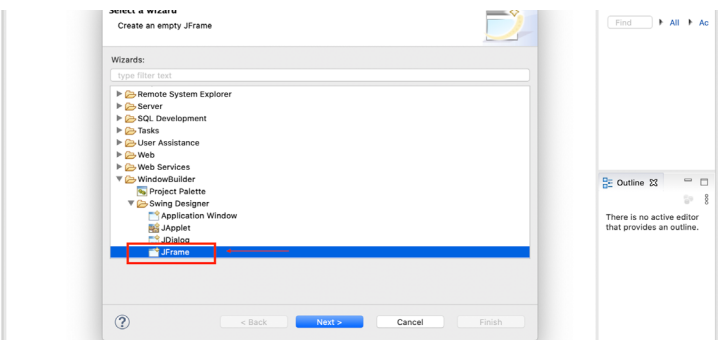 Select a wizard
Create an empty JFrame
Find
All
Ac
Wizards:
type filter text
Remote System Explorer
Server
SQL Development
Tasks
User Assistance
Web
Web Services
WindowBuilder
Project Palette
Swing Designer
Application Window
JApplet
JDialog
JFrame
Outline
There is no active editor
that provides an outline.
? < Back Next > Cancel Finish